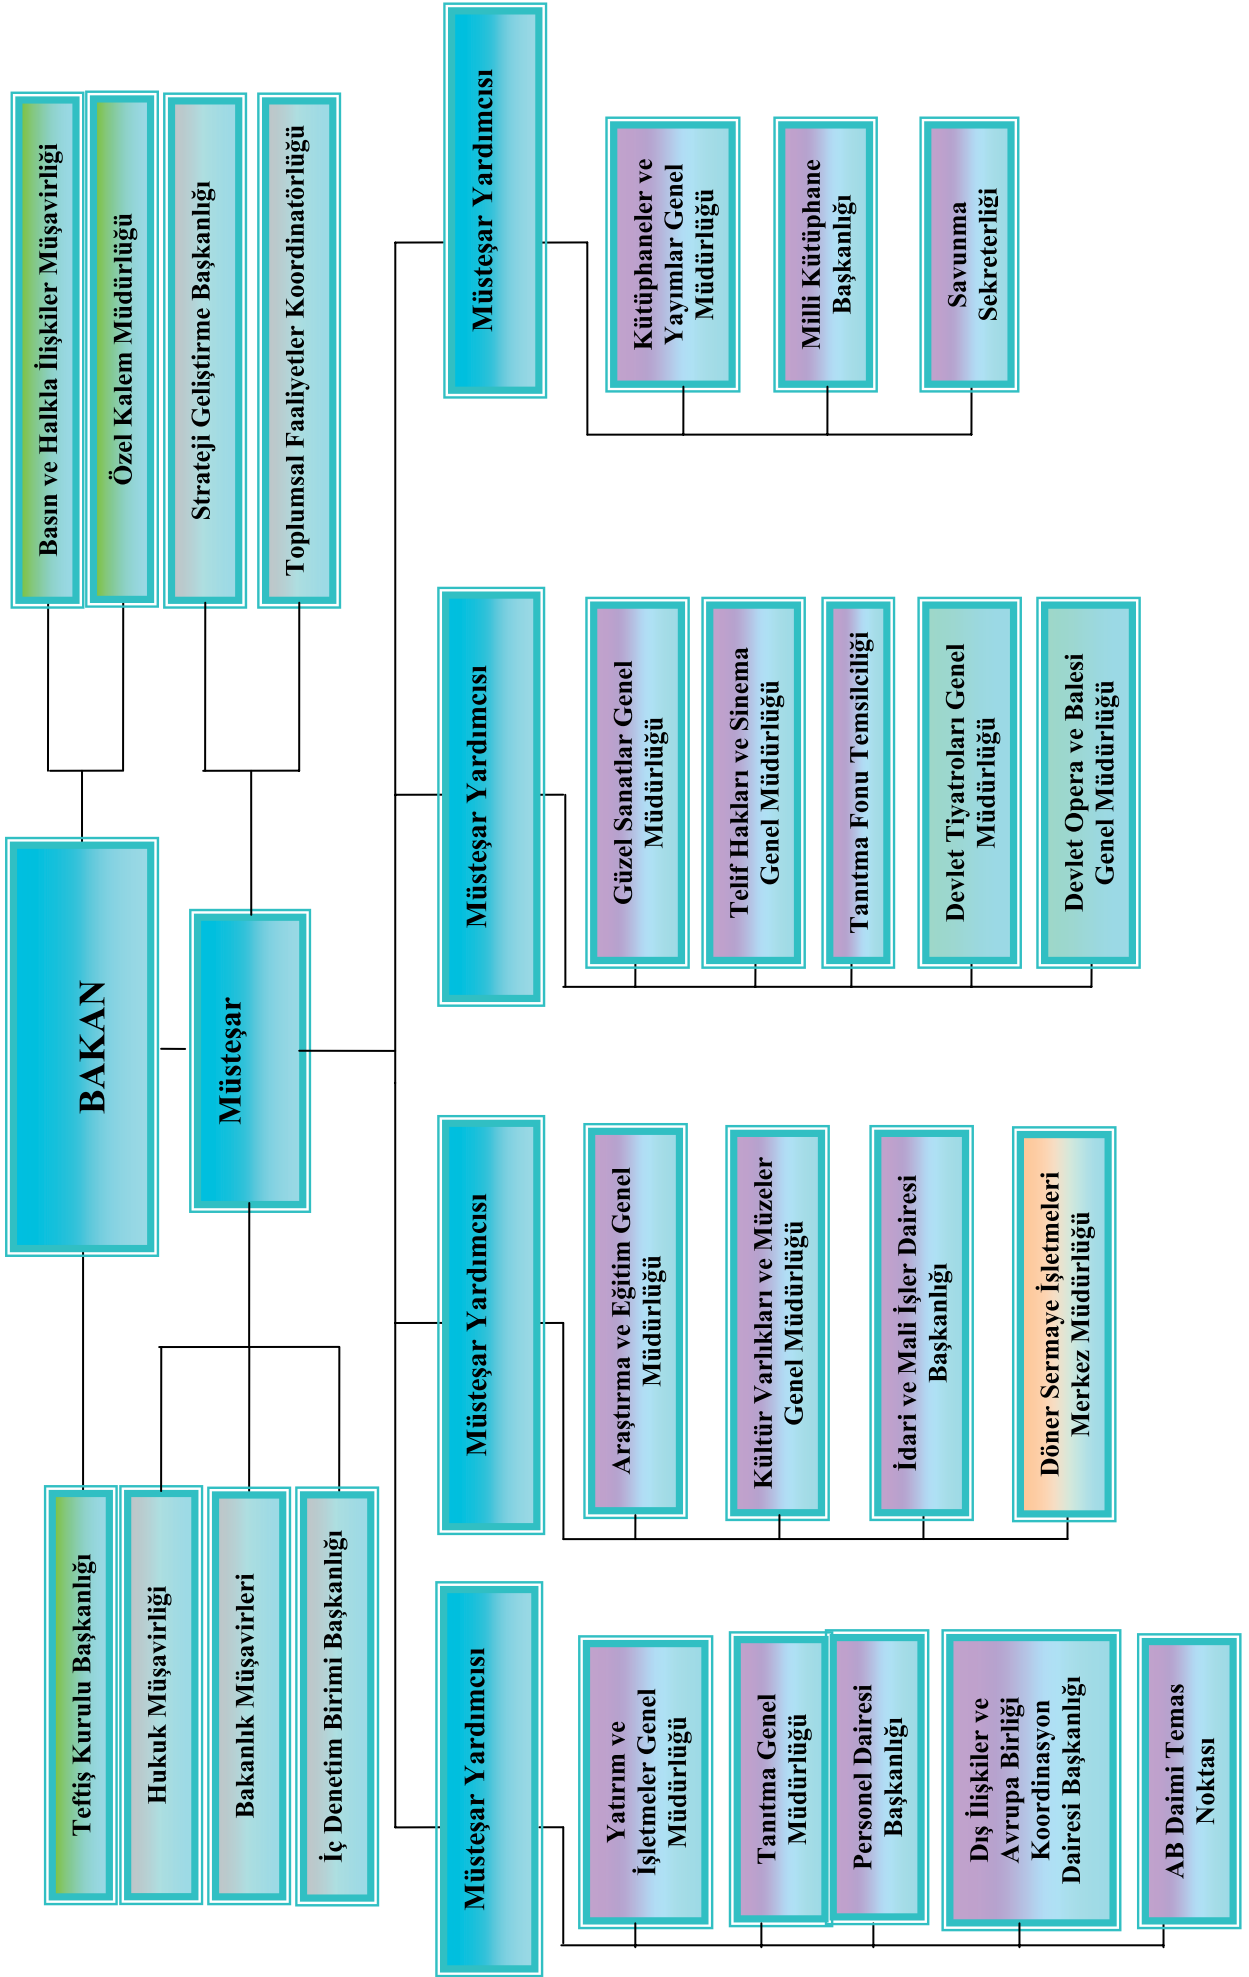 BAKAN
Müsteşar
Teftiş Kurulu Başkanlığı
Hukuk Müşavirliği
Bakanlık Müşavirleri
İç Denetim Birimi Başkanlığı
Basın ve Halkla İlişkiler Müşavirliği
Özel Kalem Müdürlüğü
Strateji Geliştirme Başkanlığı
Toplumsal Faaliyetler Koordinatörlüğü
Müsteşar Yardımcısı
Yatırım ve
İşletmeler Genel
Müdürlüğü
Tanıtma Genel
Müdürlüğü
Personel Dairesi
Başkanlığı
Dış İlişkiler ve
Avrupa Birliği
Koordinasyon
Dairesi Başkanlığı
AB Daimi Temas
Noktası
Müsteşar Yardımcısı
Araştırma ve Eğitim Genel
Müdürlüğü
Kültür Varlıkları ve Müzeler
Genel Müdürlüğü
İdari ve Mali İşler Dairesi
Başkanlığı
Döner Sermaye İşletmeleri
Merkez Müdürlüğü
Müsteşar Yardımcısı
Güzel Sanatlar Genel
Müdürlüğü
Telif Hakları ve Sinema
Genel Müdürlüğü
Tanıtma Fonu Temsilciliği
Devlet Tiyatroları Genel
Müdürlüğü
Devlet Opera ve Balesi
Genel Müdürlüğü
Müsteşar Yardımcısı
Kütüphaneler ve
Yayımlar Genel
Müdürlüğü
Milli Kütüphane
Başkanlığı
Savunma
Sekreterliği